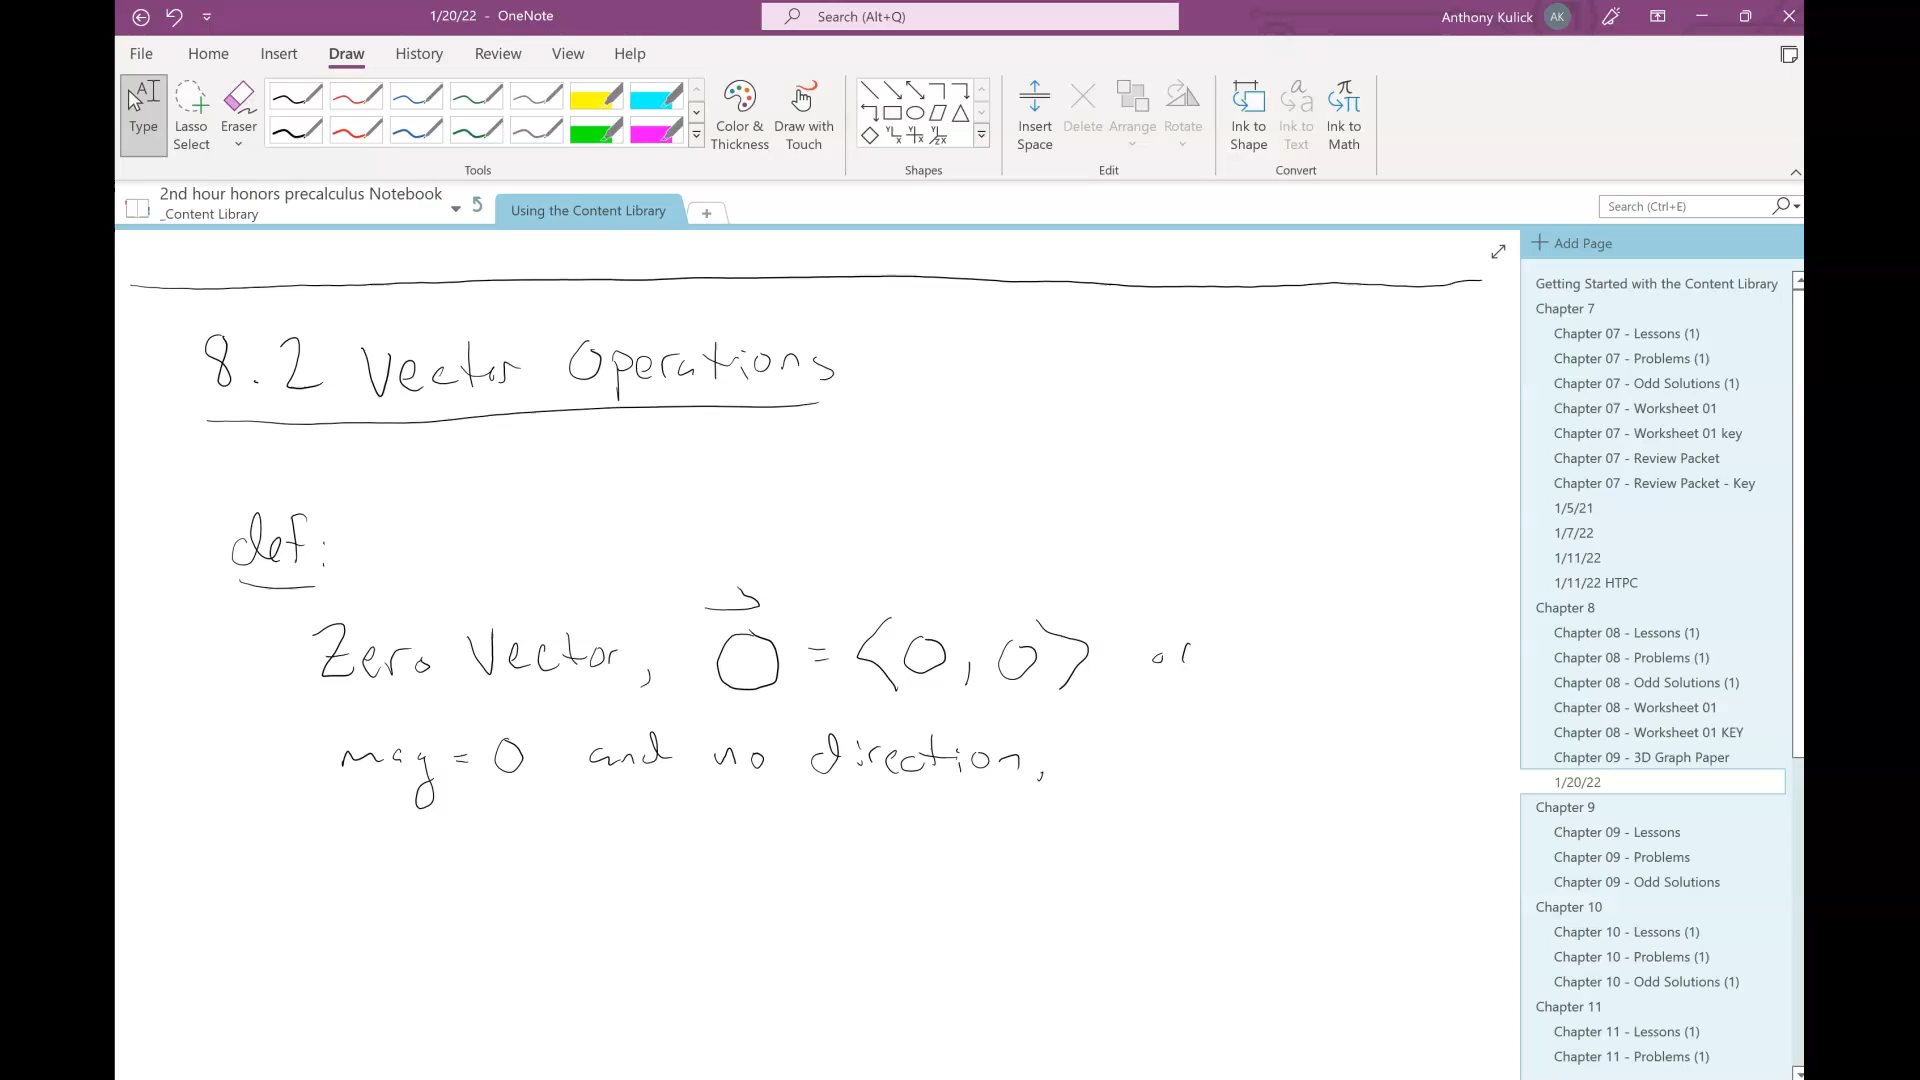 1/20/22 - OneNote
Search (Alt+Q)
Anthony Kulick AK
File Home Insert Draw History Review View Help
Type
Lasso Select
Eraser
Color & Thickness
Draw with Touch
Insert Space
Delete
Arrange
Rotate
Ink to Shape
Ink to Text
Ink to Math
Tools Shapes Edit Convert
2nd hour honors precalculus Notebook
_Content Library
Using the Content Library
Search (Ctrl+E)
8.2 Vector Operations
def:
Zero Vector, 0⃗ = ⟨0, 0⟩ or
mag = 0 and no direction.
Add Page
Getting Started with the Content Library
Chapter 7
Chapter 07 - Lessons (1)
Chapter 07 - Problems (1)
Chapter 07 - Odd Solutions (1)
Chapter 07 - Worksheet 01
Chapter 07 - Worksheet 01 key
Chapter 07 - Review Packet
Chapter 07 - Review Packet - Key
1/5/21
1/7/22
1/11/22
1/11/22 HTPC
Chapter 8
Chapter 08 - Lessons (1)
Chapter 08 - Problems (1)
Chapter 08 - Odd Solutions (1)
Chapter 08 - Worksheet 01
Chapter 08 - Worksheet 01 KEY
Chapter 09 - 3D Graph Paper
1/20/22
Chapter 9
Chapter 09 - Lessons
Chapter 09 - Problems
Chapter 09 - Odd Solutions
Chapter 10
Chapter 10 - Lessons (1)
Chapter 10 - Problems (1)
Chapter 10 - Odd Solutions (1)
Chapter 11
Chapter 11 - Lessons (1)
Chapter 11 - Problems (1)